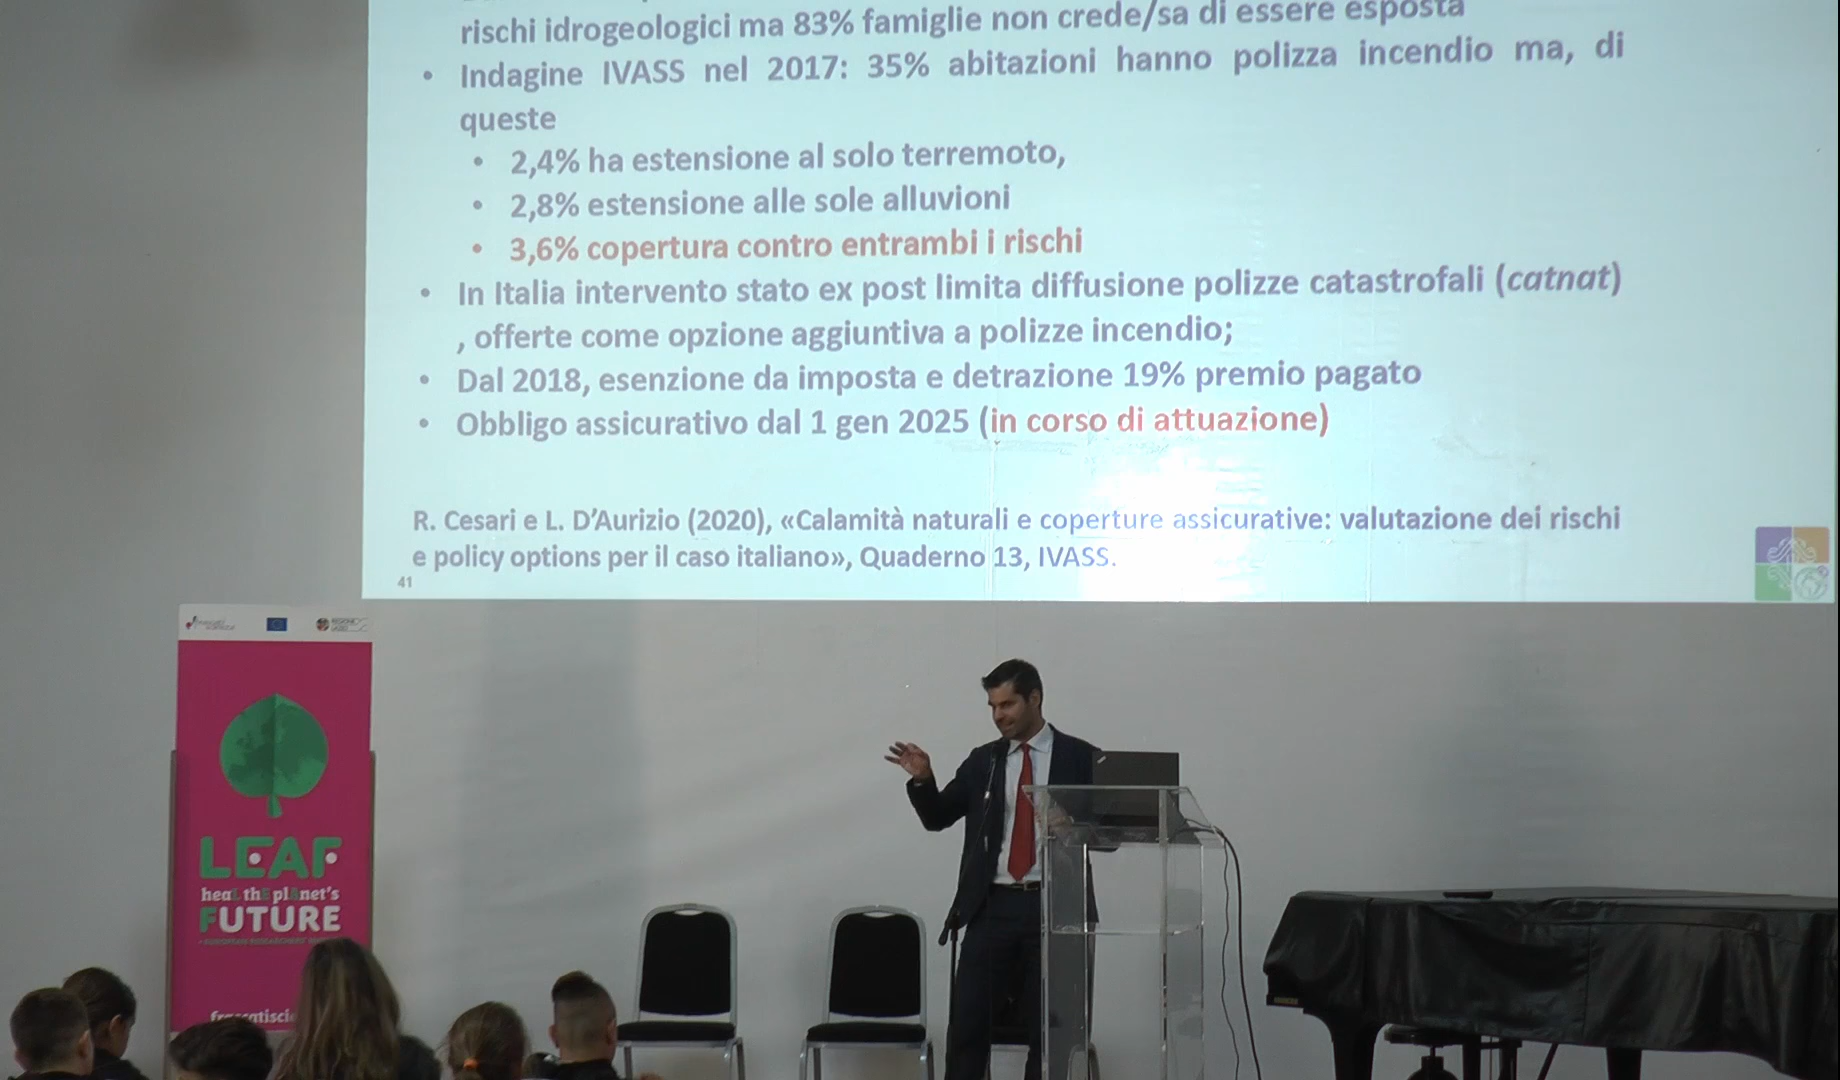 rischi idrogeologici ma 83% famiglie non crede/sa di essere esposta
• Indagine IVASS nel 2017: 35% abitazioni hanno polizza incendio ma, di
queste
• 2,4% ha estensione al solo terremoto,
• 2,8% estensione alle sole alluvioni
• 3,6% copertura contro entrambi i rischi
• In Italia intervento stato ex post limita diffusione polizze catastrofali (catnat)
, offerte come opzione aggiuntiva a polizze incendio;
• Dal 2018, esenzione da imposta e detrazione 19% premio pagato
• Obbligo assicurativo dal 1 gen 2025 (in corso di attuazione)
R. Cesari e L. D’Aurizio (2020), «Calamità naturali e coperture assicurative: valutazione dei rischi
e policy options per il caso italiano», Quaderno 13, IVASS.
41
REGIONE
LAZIO
LEAF
heaL thE plAnet's
FUTURE